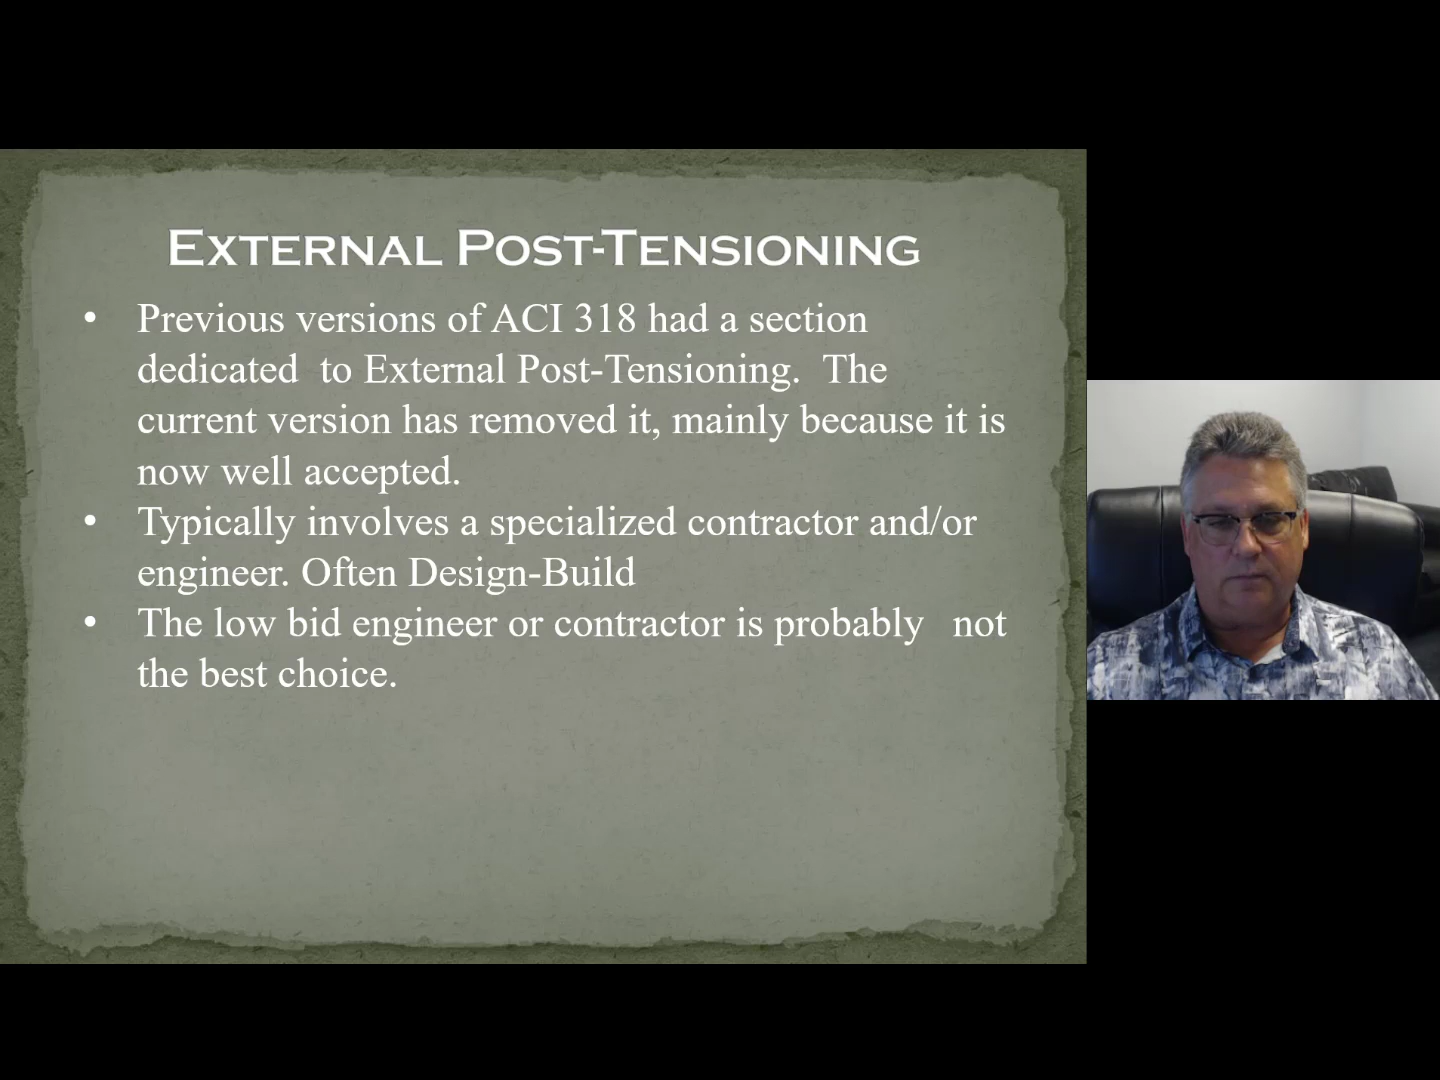 External Post-Tensioning
• Previous versions of ACI 318 had a section
dedicated  to External Post-Tensioning.  The
current version has removed it, mainly because it is
now well accepted.
• Typically involves a specialized contractor and/or
engineer. Often Design-Build
• The low bid engineer or contractor is probably   not
the best choice.